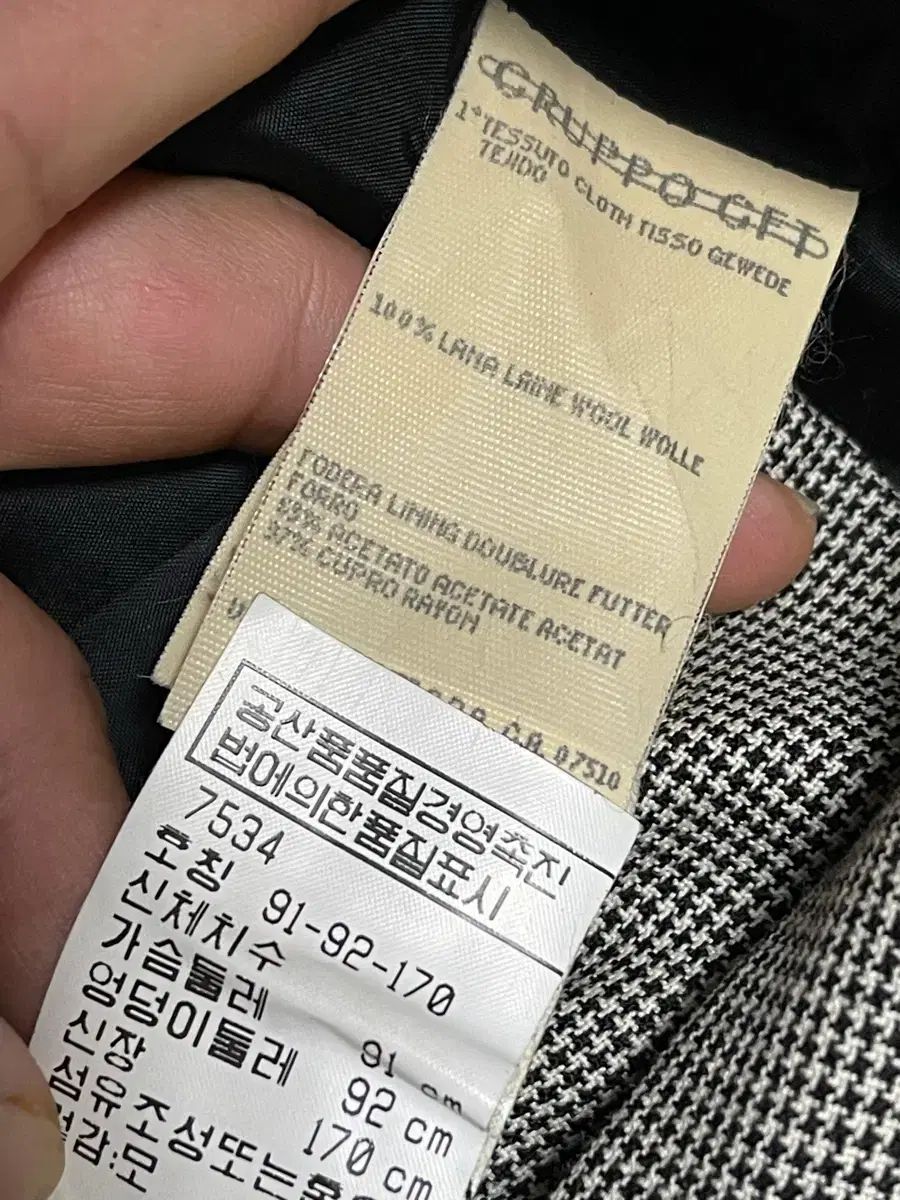 GRUPPO GFT
1°TESSUTO CLOTH TISSO GEWEDE
TEJIDO
100% LANA LAINE WOOL WOLLE
FODERA LINING DOUBLURE FUTTER
FORRO
ACETATO ACETATE ACETAT
37% CUPRO RAYON
C.A. 07510
공산품품질경영촉진
법에의한품질표시
7534
호칭 91-92-170
신체치수
가슴둘레 91 cm
엉덩이둘레 92 cm
신장 170 cm
섬유조성또는
겉감:모